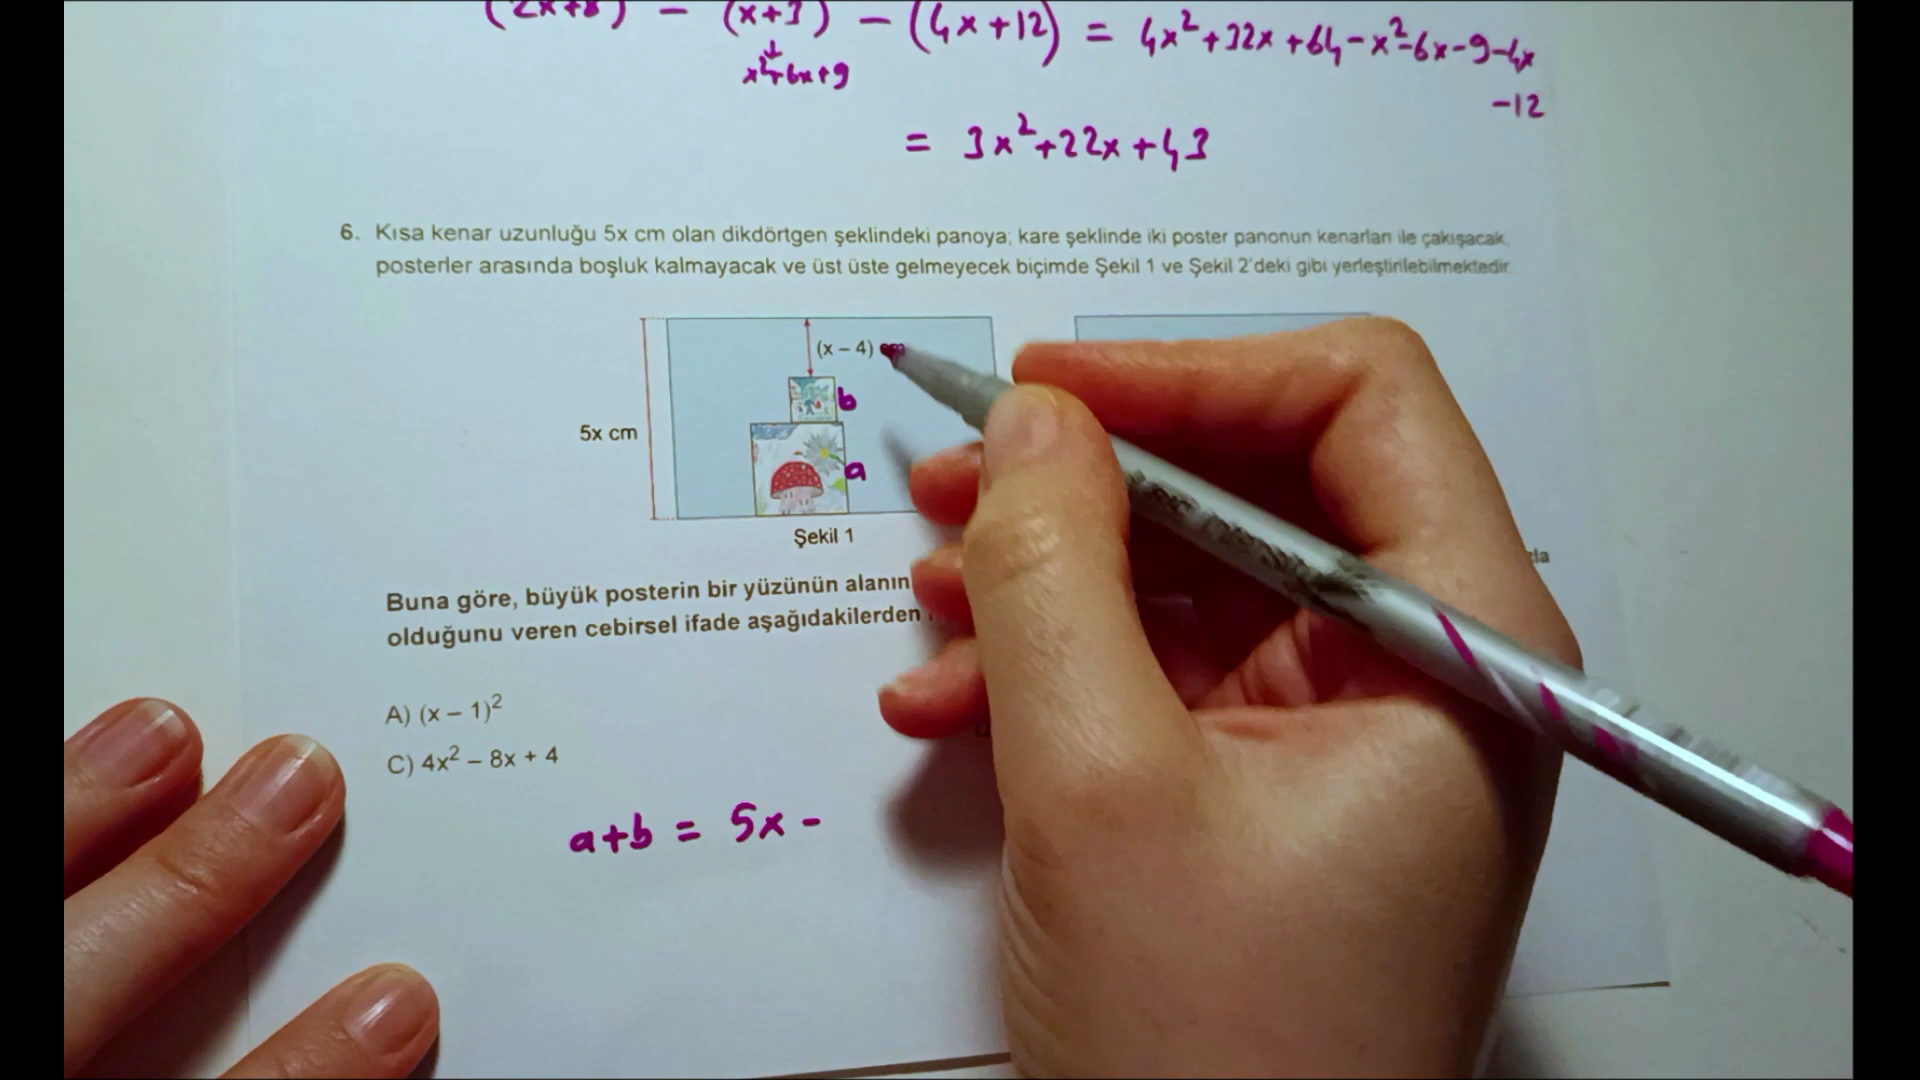 (2x+8) - (x+3) - (4x+12) = 4x²+32x+64-x²-6x-9-4x
x²+6x+9
-12
= 3x²+22x+43
6. Kısa kenar uzunluğu 5x cm olan dikdörtgen şeklindeki panoya; kare şeklinde iki poster panonun kenarları ile çakışacak,
posterler arasında boşluk kalmayacak ve üst üste gelmeyecek biçimde Şekil 1 ve Şekil 2'deki gibi yerleştirilebilmektedir.
(x – 4)
b
5x cm
a
Şekil 1
Buna göre, büyük posterin bir yüzünün alanın
olduğunu veren cebirsel ifade aşağıdakilerden
A) (x – 1)²
C) 4x² – 8x + 4
a+b = 5x -